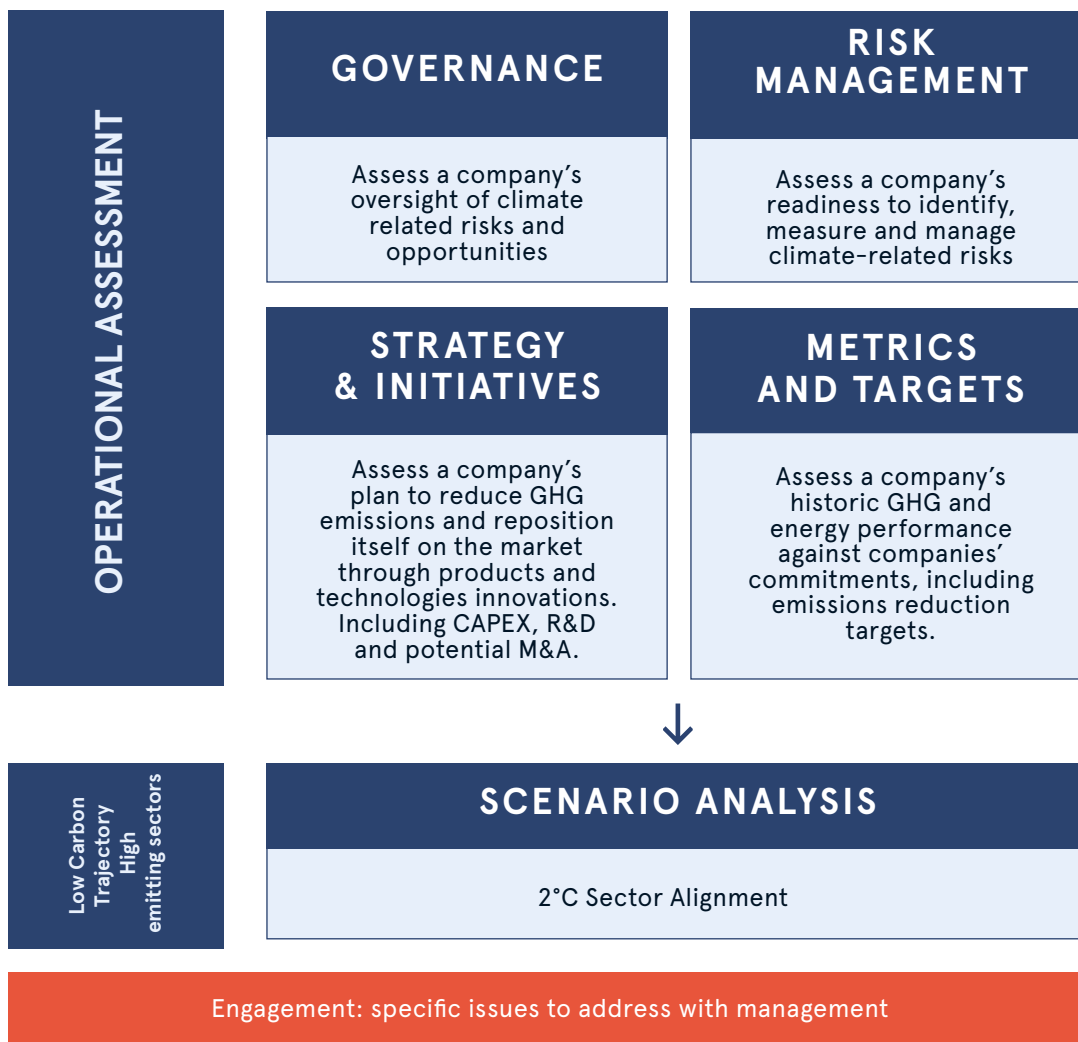 OPERATIONAL ASSESSMENT
GOVERNANCE
Assess a company's
oversight of climate
related risks and
opportunities
RISK
MANAGEMENT
Assess a company's
readiness to identify,
measure and manage
climate-related risks
STRATEGY
& INITIATIVES
Assess a company's
plan to reduce GHG
emissions and reposition
itself on the market
through products and
technologies innovations.
Including CAPEX, R&D
and potential M&A.
METRICS
AND TARGETS
Assess a company's
historic GHG and
energy performance
against companies'
commitments, including
emissions reduction
targets.
Low Carbon
Trajectory
High
emitting sectors
SCENARIO ANALYSIS
2°C Sector Alignment
Engagement: specific issues to address with management